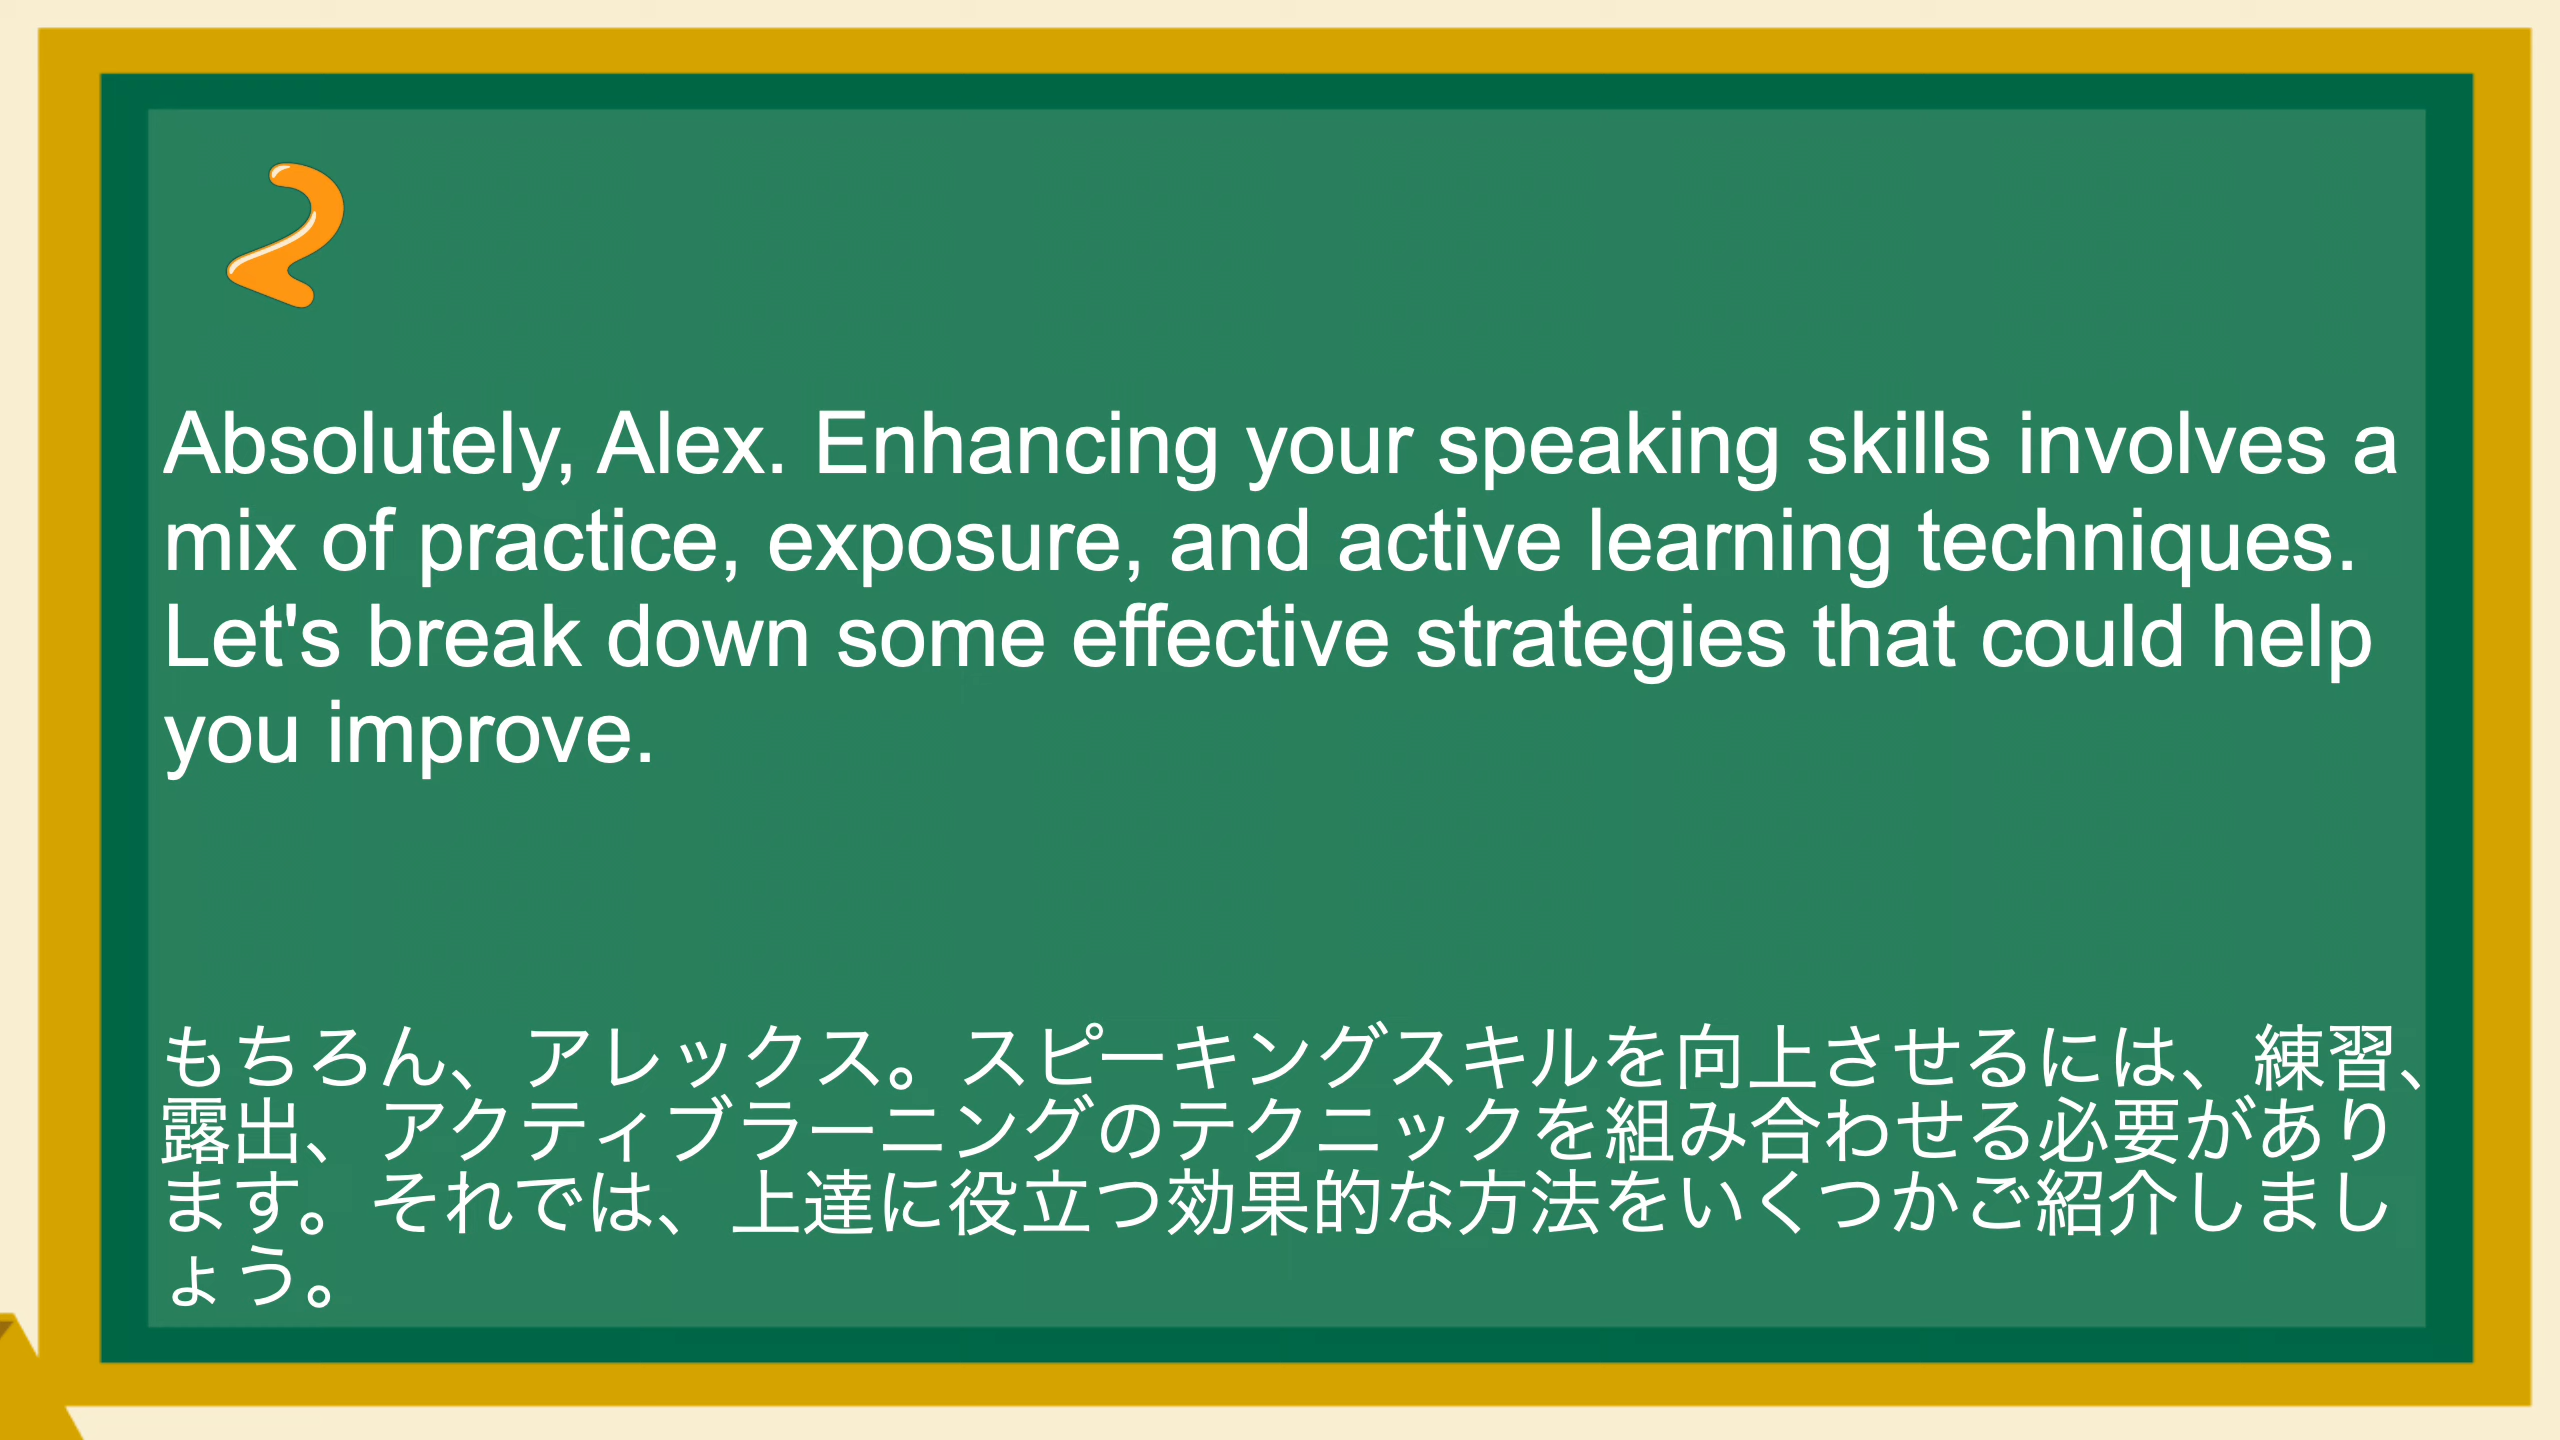 2
Absolutely, Alex. Enhancing your speaking skills involves a
mix of practice, exposure, and active learning techniques.
Let's break down some effective strategies that could help
you improve.
もちろん、アレックス。スピーキングスキルを向上させるには、練習、
露出、アクティブラーニングのテクニックを組み合わせる必要があり
ます。それでは、上達に役立つ効果的な方法をいくつかご紹介しまし
ょう。